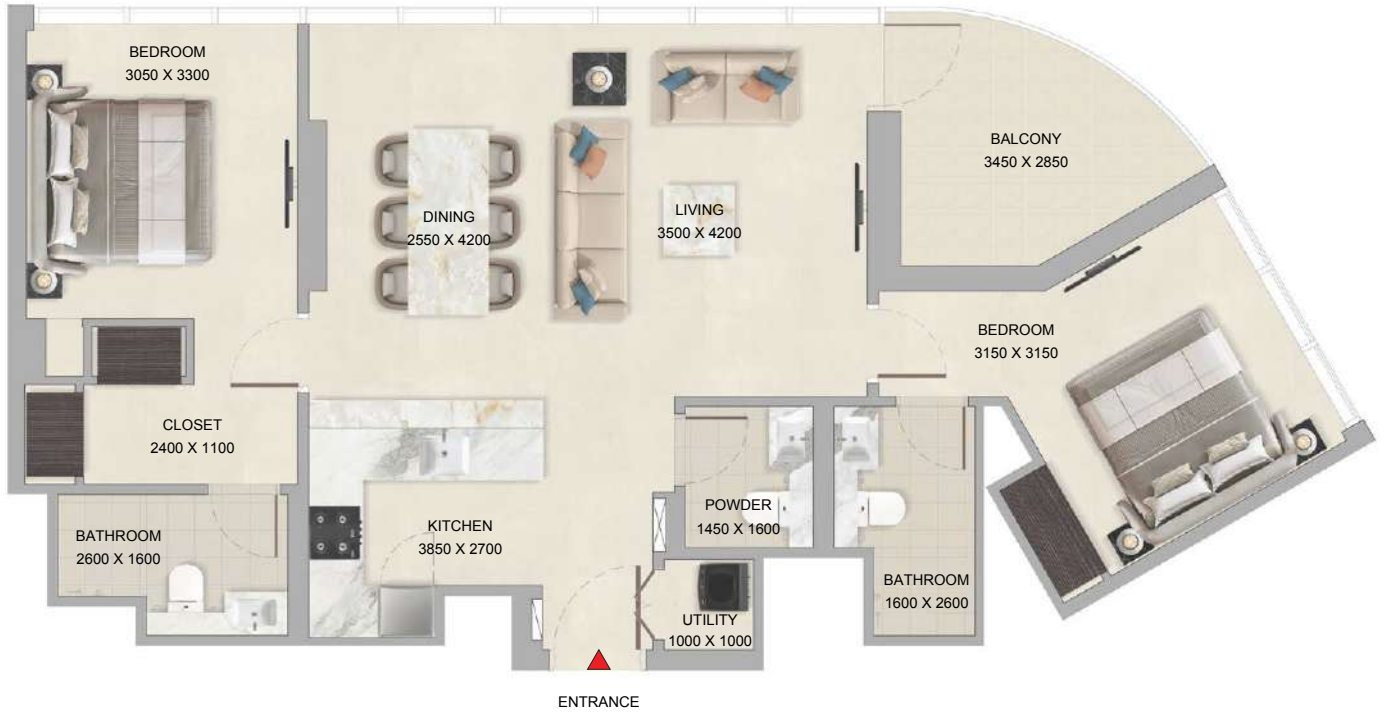 BEDROOM
3050 X 3300
BALCONY
3450 X 2850
DINING
2550 X 4200
LIVING
3500 X 4200
BEDROOM
3150 X 3150
CLOSET
2400 X 1100
BATHROOM
2600 X 1600
KITCHEN
3850 X 2700
POWDER
1450 X 1600
BATHROOM
1600 X 2600
UTILITY
1000 X 1000
ENTRANCE